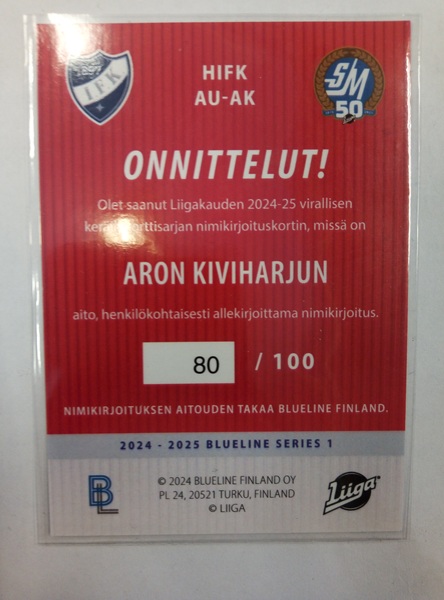 HIFK
AU-AK
IFK
S/M
50
ONNITTELUT!
Olet saanut Liigakauden 2024-25 virallisen
nimikirjoituskortin, missä on
ARON KIVIHARJUN
aito, henkilökohtaisesti allekirjoittama nimikirjoitus.
80 / 100
NIMIKIRJOITUKSEN AITOUDEN TAKAA BLUELINE FINLAND.
2024 - 2025 BLUELINE SERIES 1
BL
© 2024 BLUELINE FINLAND OY
PL 24, 20521 TURKU, FINLAND
© LIIGA
Liiga